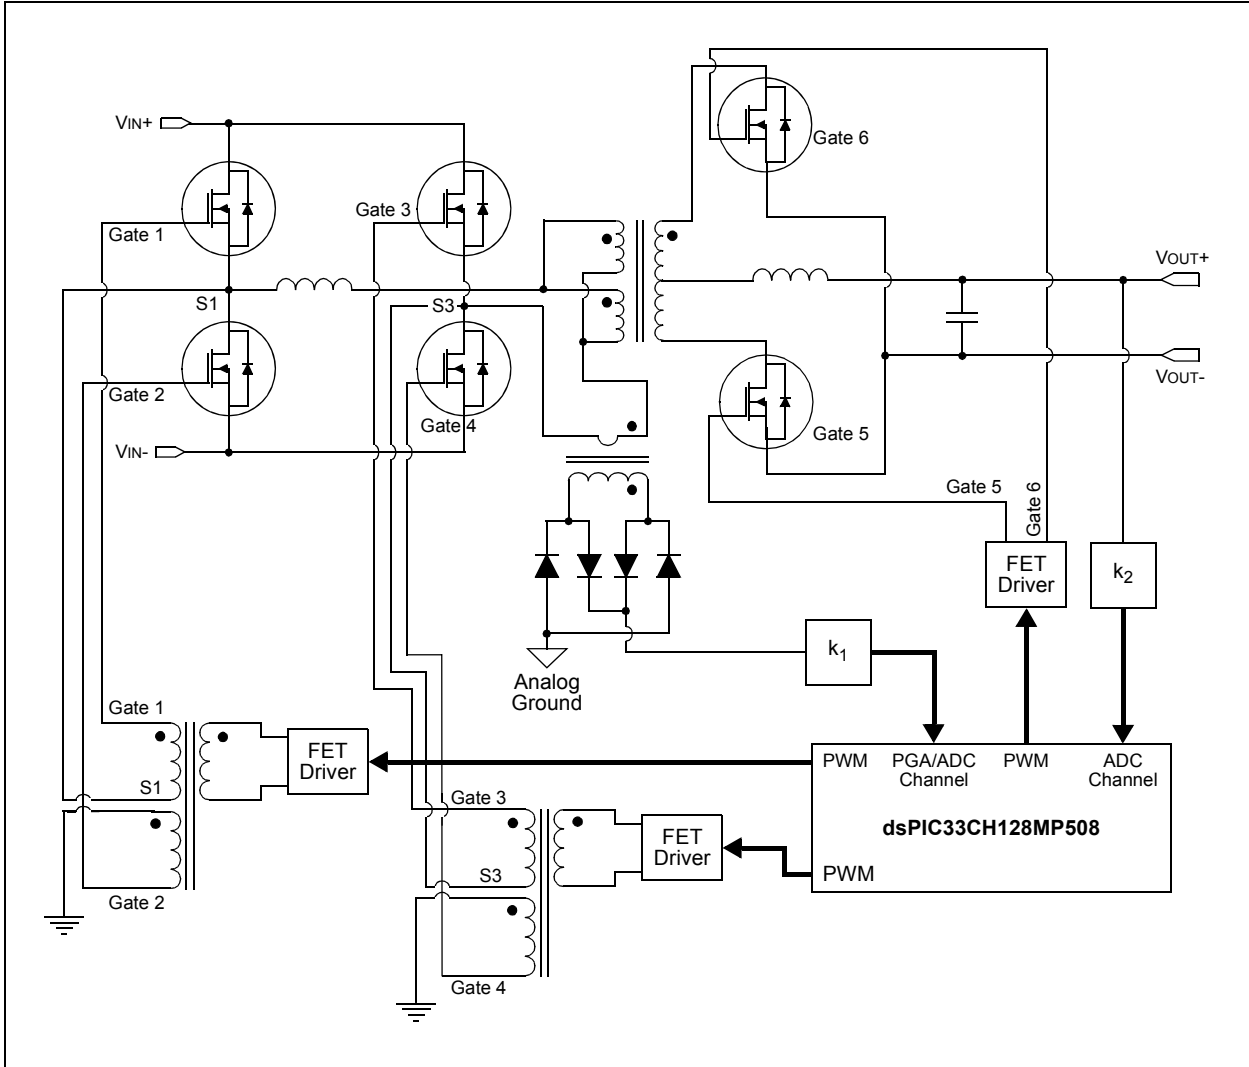 VIN+
Gate 6
Gate 3
Gate 1
VOUT+
S1
S3
VOUT-
Gate 2
Gate 4
Gate 5
VIN-
Gate 5
Gate 6
FET
Driver
k2
k1
Analog
Ground
Gate 1
FET
Driver
PWM
PGA/ADC
Channel
PWM
ADC
Channel
S1
Gate 3
dsPIC33CH128MP508
FET
Driver
S3
PWM
Gate 2
Gate 4